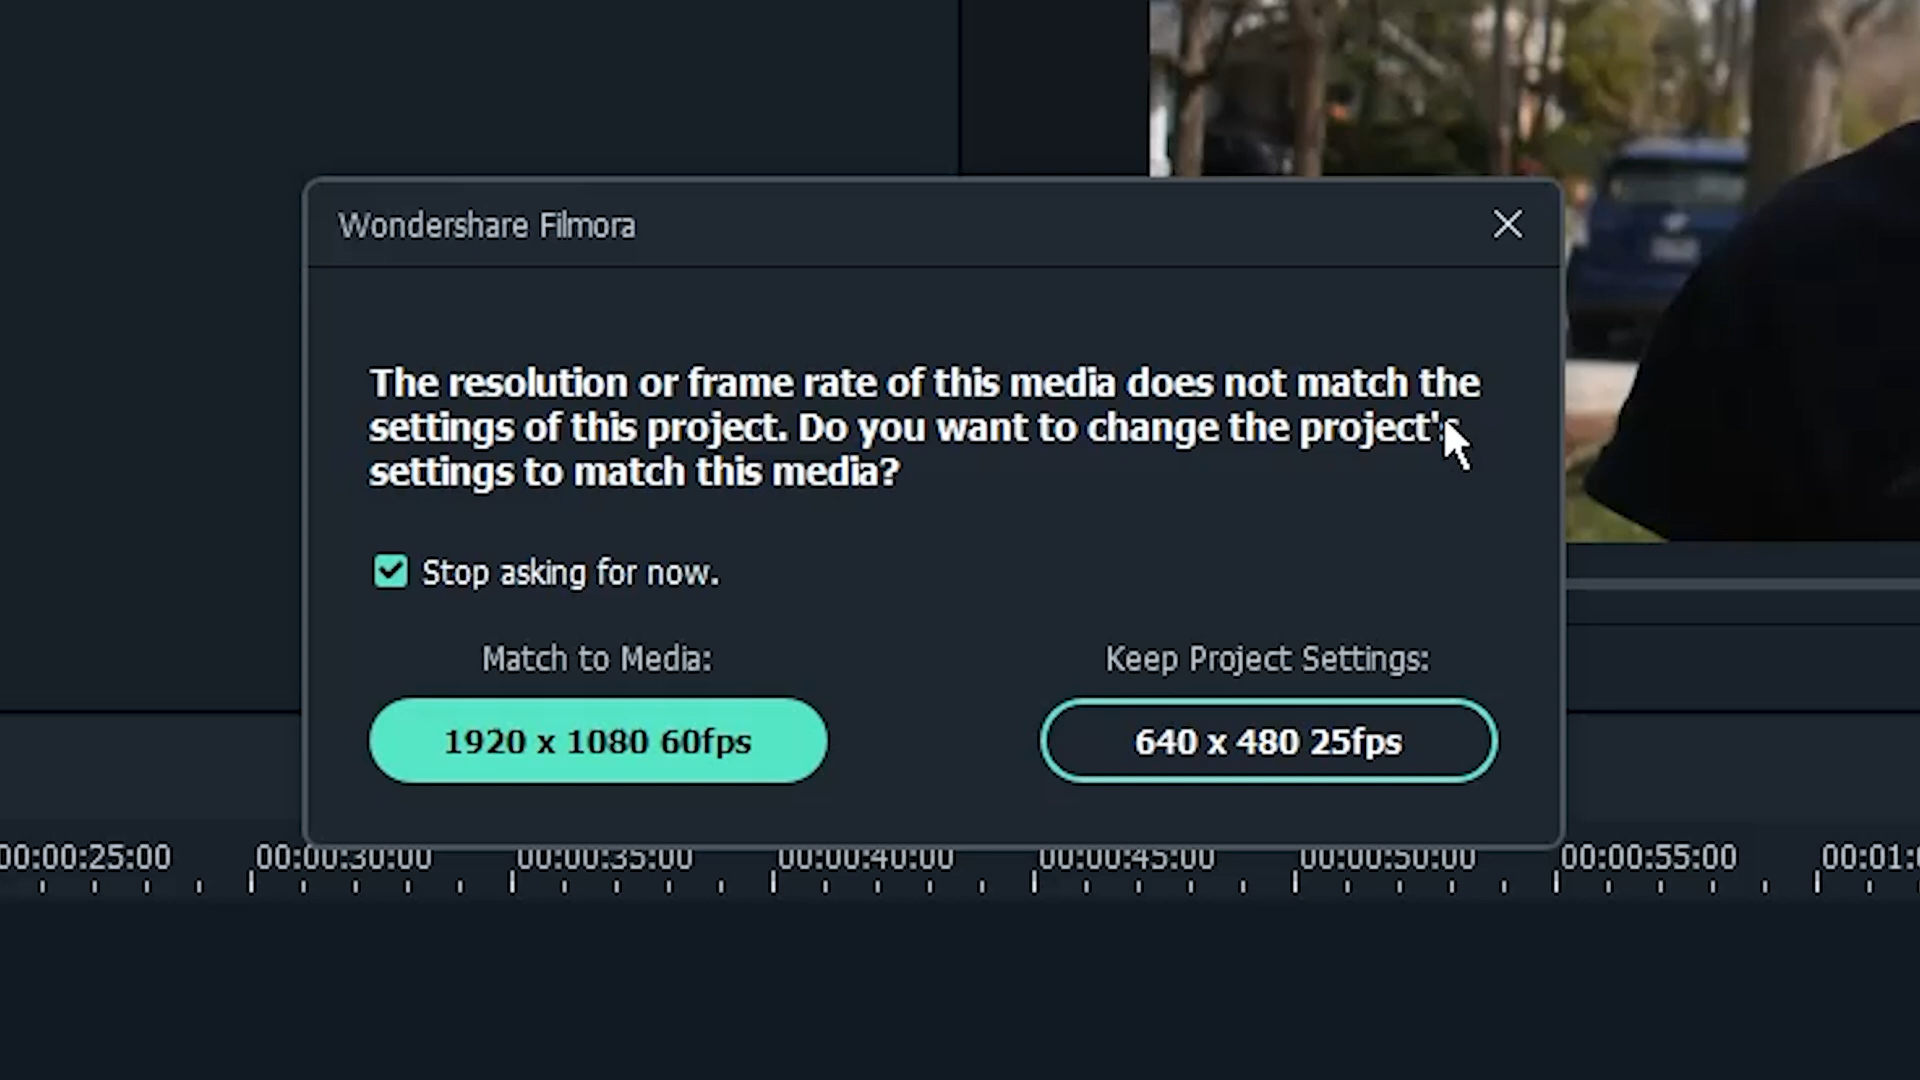 Wondershare Filmora
The resolution or frame rate of this media does not match the
settings of this project. Do you want to change the project's
settings to match this media?
Stop asking for now.
Match to Media:
Keep Project Settings:
1920 x 1080 60fps
640 x 480 25fps
00:00:25:00 00:00:30:00 00:00:35:00 00:00:40:00 00:00:45:00 00:00:50:00 00:00:55:00